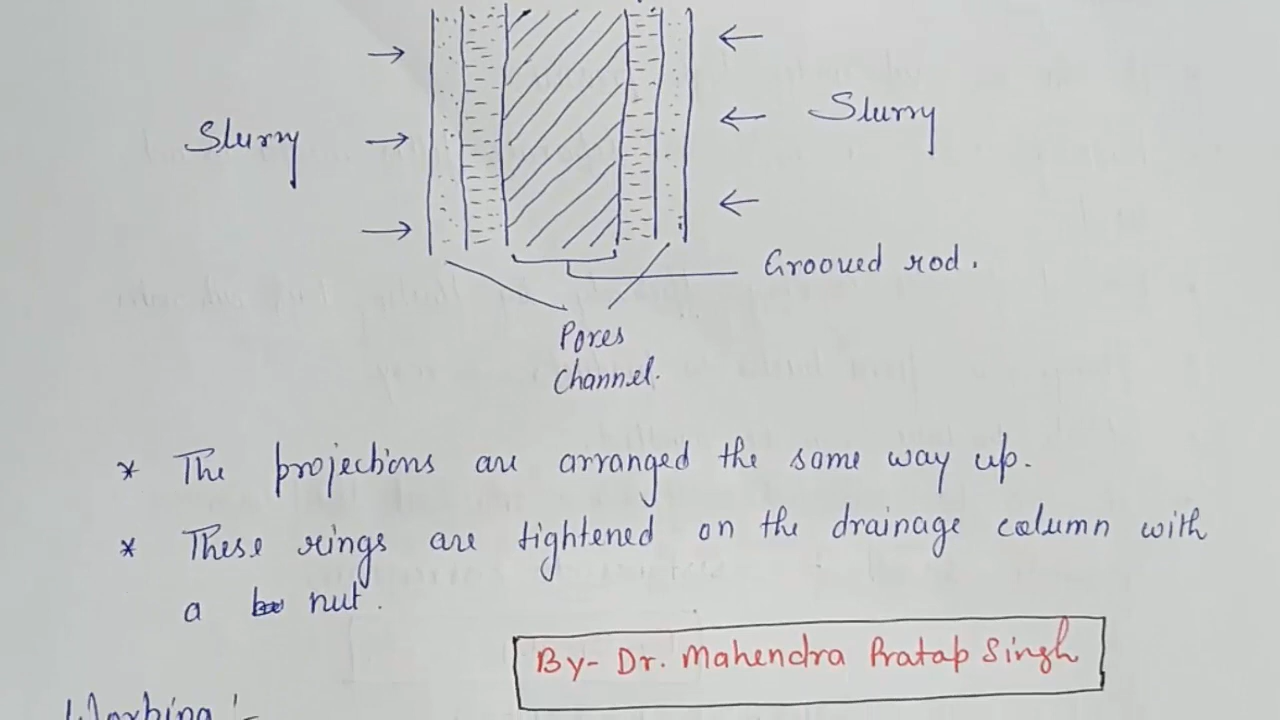 Slurry
Slurry
Grooved rod.
Pores
Channel.
* The projections are arranged the same way up.
* These rings are tightened on the drainage column with
a nut.
By- Dr. Mahendra Pratap Singh
Working :-